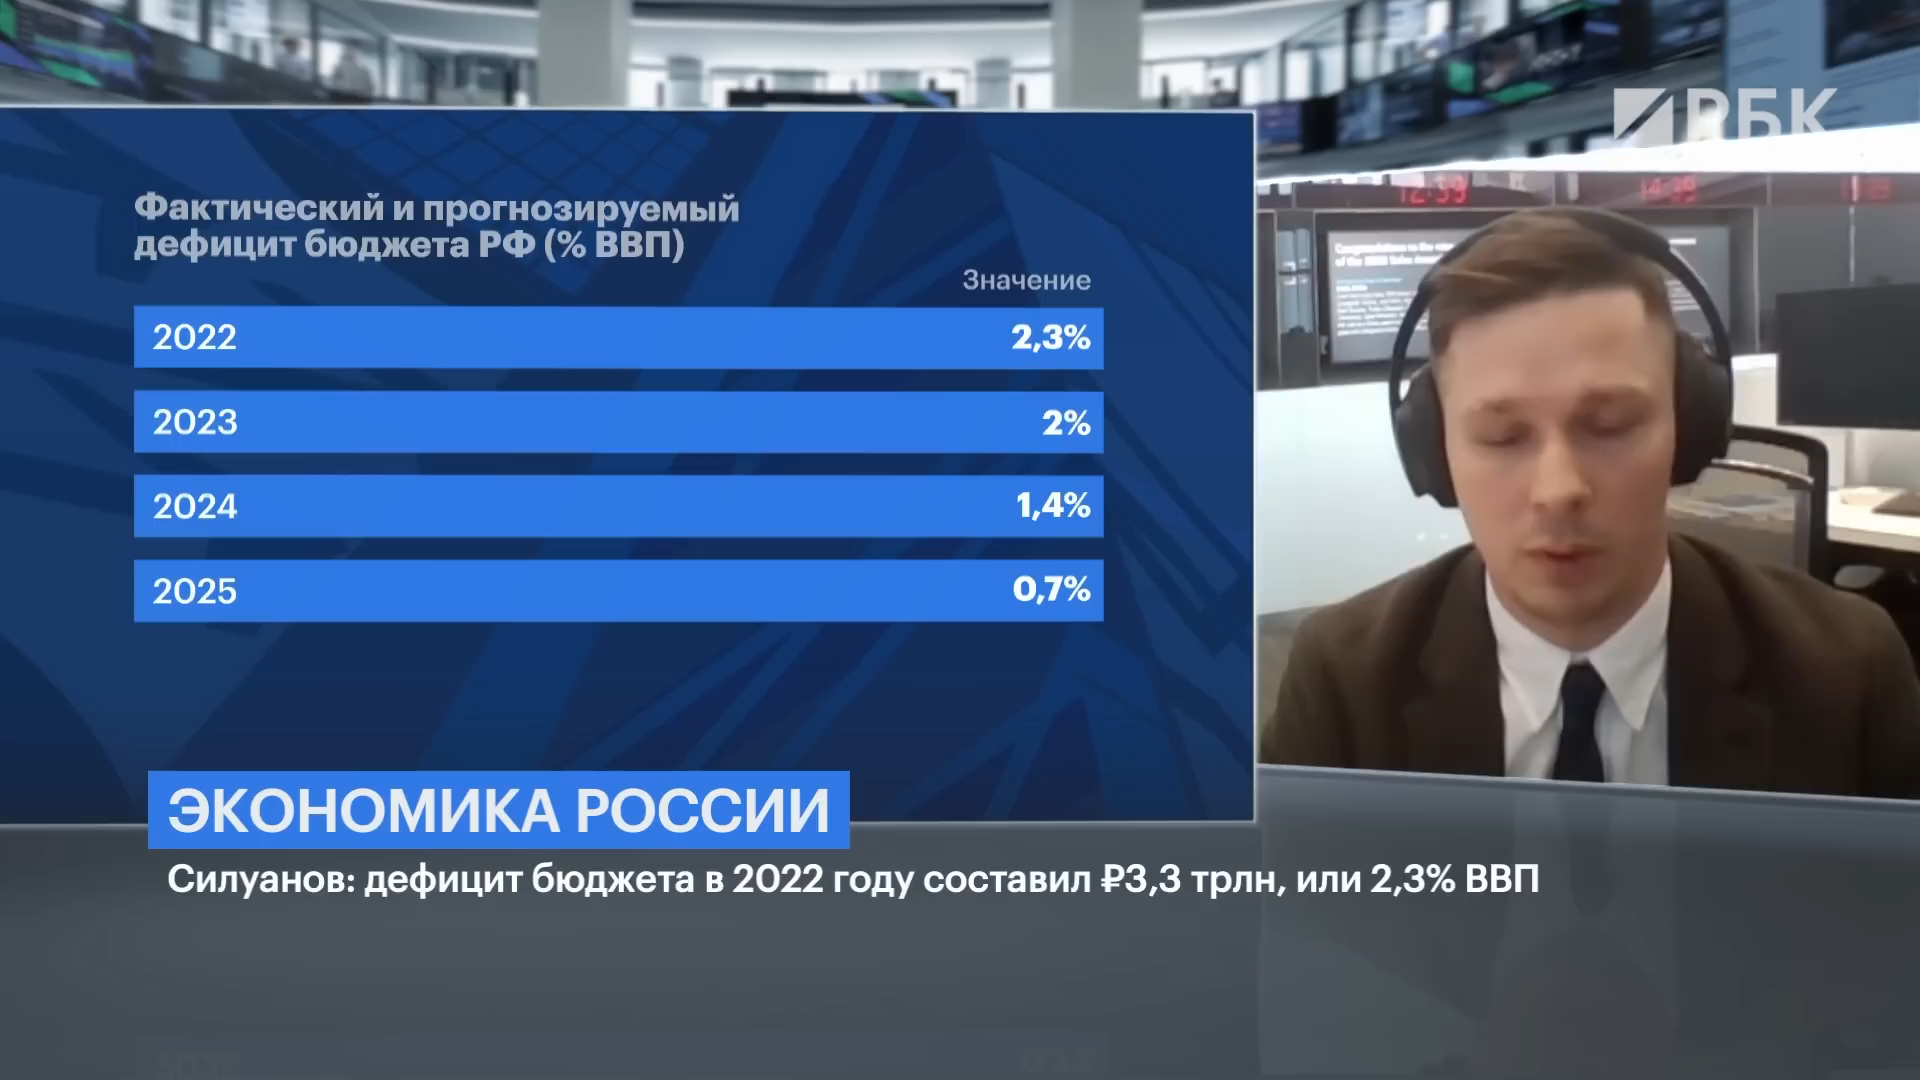 РБК
Фактический и прогнозируемый
дефицит бюджета РФ (% ВВП)
Значение
2022 2,3%
2023 2%
2024 1,4%
2025 0,7%
ЭКОНОМИКА РОССИИ
Силуанов: дефицит бюджета в 2022 году составил ₽3,3 трлн, или 2,3% ВВП